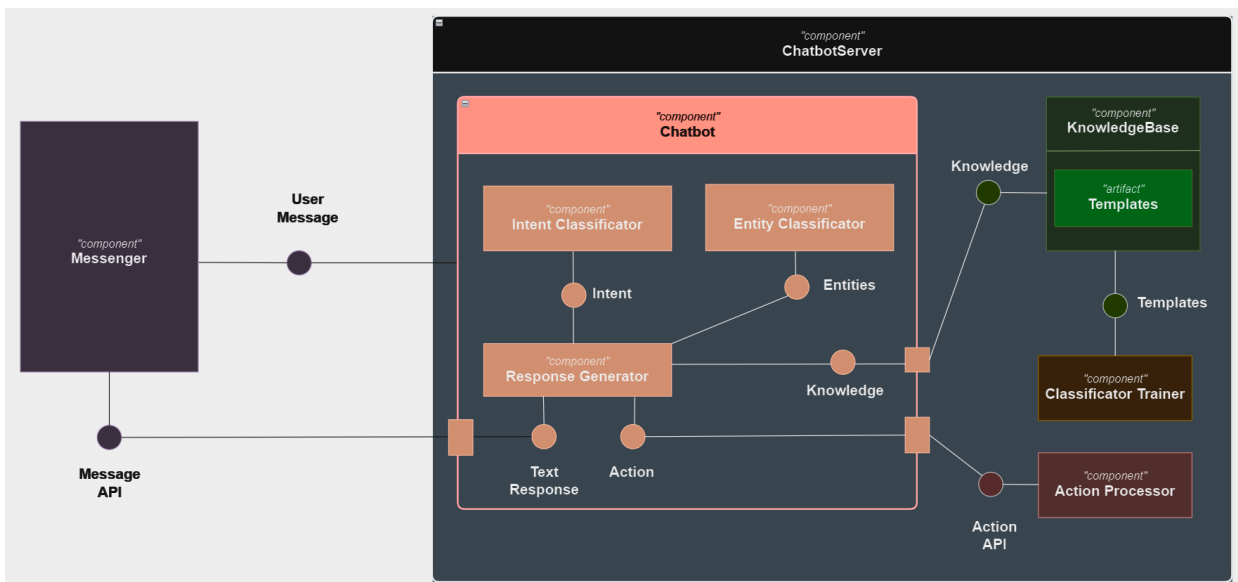 "component"
ChatbotServer
"component"
Chatbot
"component"
KnowledgeBase
"artifact"
Templates
Knowledge
"component"
Intent Classificator
"component"
Entity Classificator
User
Message
"component"
Messenger
Intent
Entities
Templates
"component"
Response Generator
Knowledge
"component"
Classificator Trainer
Message
API
Text
Response
Action
"component"
Action Processor
Action
API